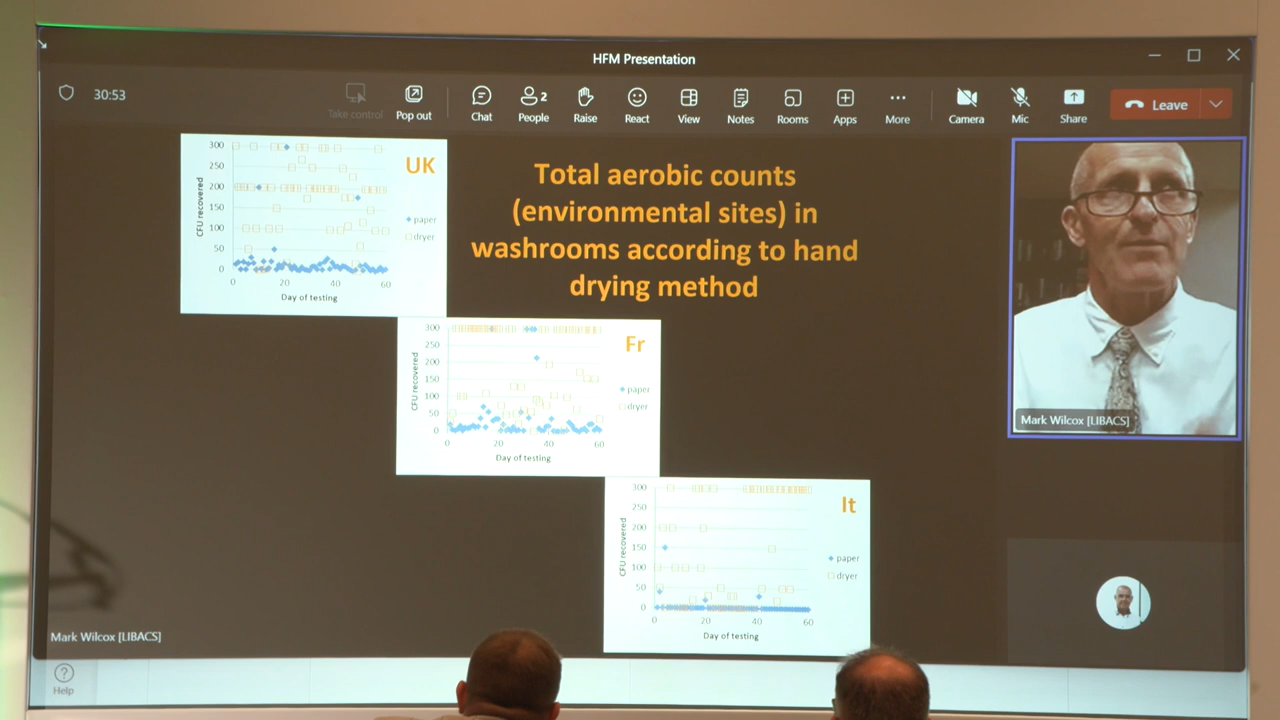 HFM Presentation
30:53
Take control
Pop out
Chat
People
2
Raise
React
View
Notes
Rooms
Apps
More
Camera
Mic
Share
Leave
Total aerobic counts
(environmental sites) in
washrooms according to hand
drying method
UK
CFU recovered
300
250
200
150
100
50
0
0 20 40 60
Day of testing
paper
dryer
Fr
CFU recovered
300
250
200
150
100
50
0
0 20 40 60
Day of testing
paper
dryer
It
CFU recovered
300
250
200
150
100
50
0
0 20 40 60
Day of testing
paper
dryer
Mark Wilcox [LIBACS]
Mark Wilcox [LIBACS]
Help